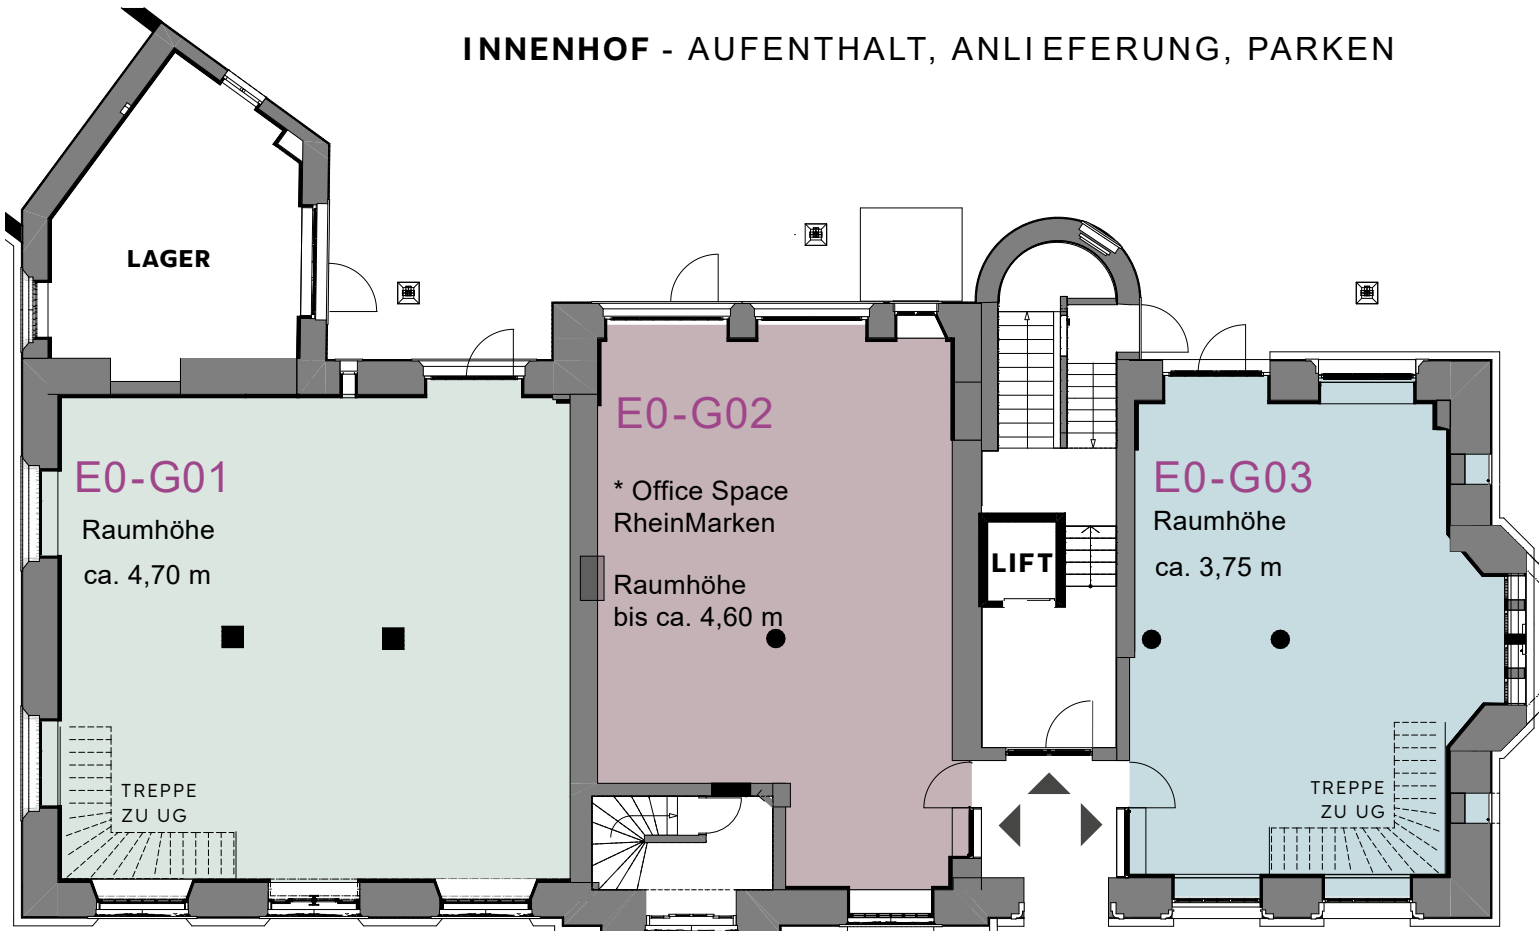 INNENHOF - AUFENTHALT, ANLIEFERUNG, PARKEN
LAGER
E0-G01
Raumhöhe
ca. 4,70 m
TREPPE
ZU UG
E0-G02
* Office Space
RheinMarken
Raumhöhe
bis ca. 4,60 m
LIFT
E0-G03
Raumhöhe
ca. 3,75 m
TREPPE
ZU UG